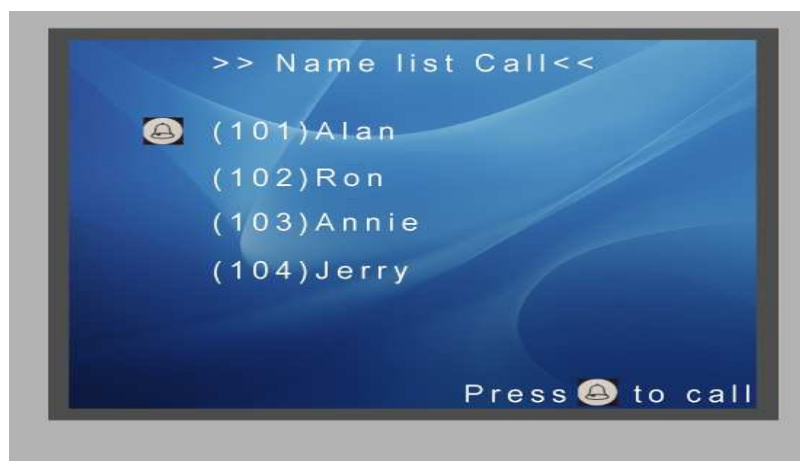 >> Name list Call<<
(101)Alan
(102)Ron
(103)Annie
(104)Jerry
Press to call